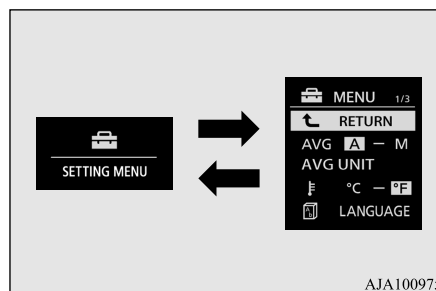 SETTING MENU
MENU 1/3
RETURN
AVG A – M
AVG UNIT
°C – °F
LANGUAGE